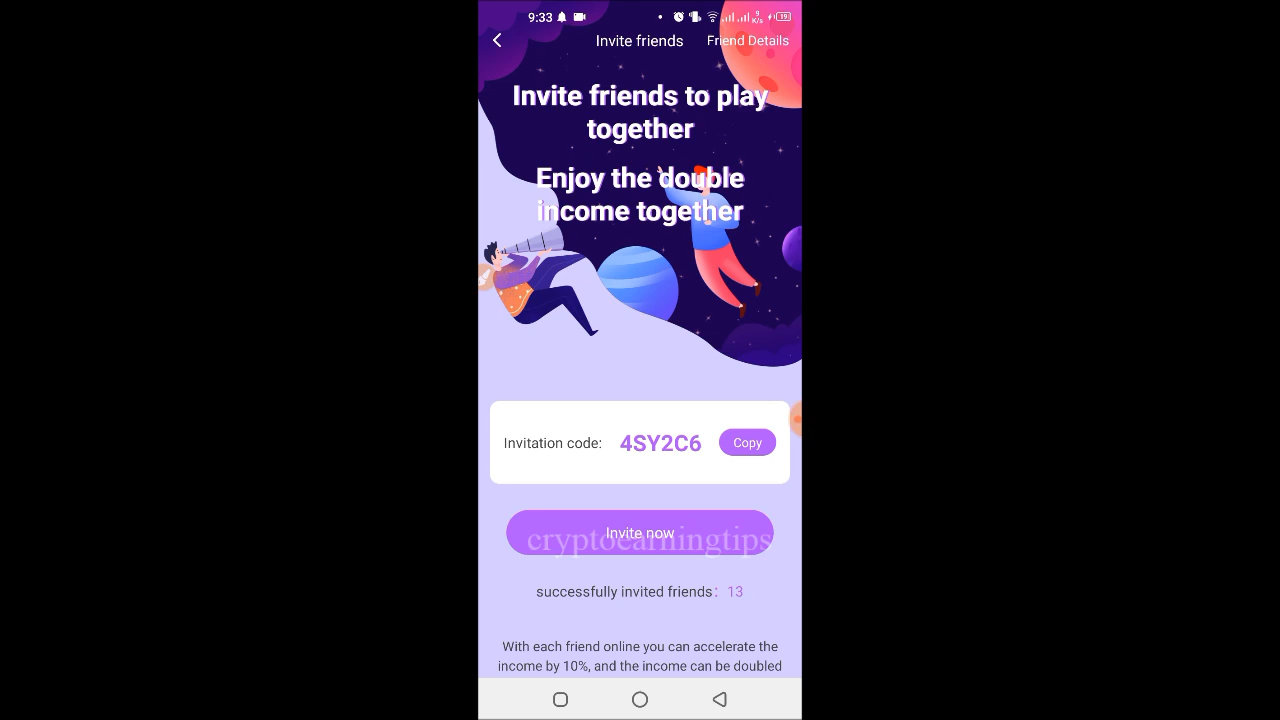 9:33
9
K/s
19
Invite friends
Friend Details
Invite friends to play
together
Enjoy the double
income together
Invitation code:
4SY2C6
Copy
Invite now
cryptoearningtips
successfully invited friends: 13
With each friend online you can accelerate the
income by 10%, and the income can be doubled